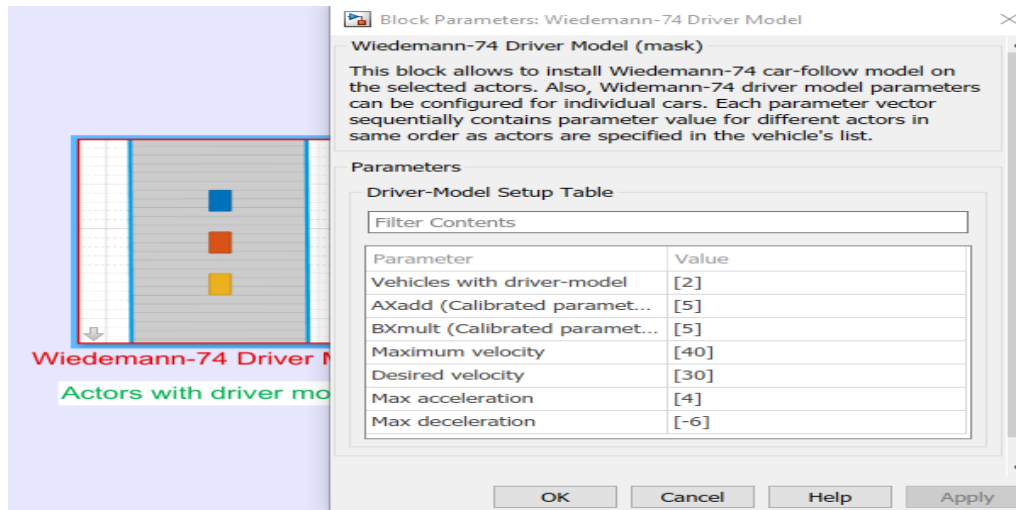 Block Parameters: Wiedemann-74 Driver Model
Wiedemann-74 Driver Model (mask)
This block allows to install Wiedemann-74 car-follow model on
the selected actors. Also, Widemann-74 driver model parameters
can be configured for individual cars. Each parameter vector
sequentially contains parameter value for different actors in
same order as actors are specified in the vehicle's list.
Parameters
Driver-Model Setup Table
Filter Contents
Parameter Value
Vehicles with driver-model [2]
AXadd (Calibrated paramet... [5]
BXmult (Calibrated paramet... [5]
Maximum velocity [40]
Desired velocity [30]
Max acceleration [4]
Max deceleration [-6]
OK Cancel Help Apply
Wiedemann-74 Driver
Actors with driver mo